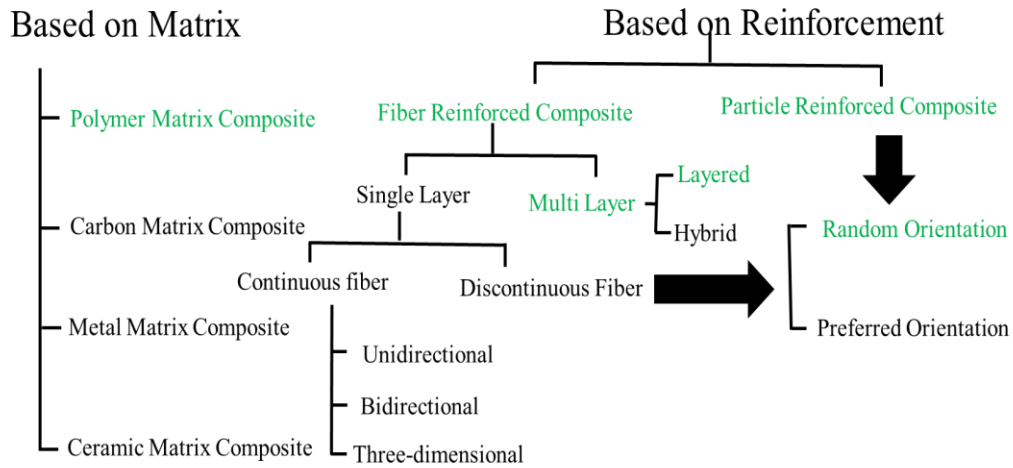 Based on Matrix
Polymer Matrix Composite
Carbon Matrix Composite
Metal Matrix Composite
Ceramic Matrix Composite
Based on Reinforcement
Fiber Reinforced Composite
Particle Reinforced Composite
Single Layer
Multi Layer
Layered
Hybrid
Continuous fiber
Discontinuous Fiber
Random Orientation
Preferred Orientation
Unidirectional
Bidirectional
Three-dimensional